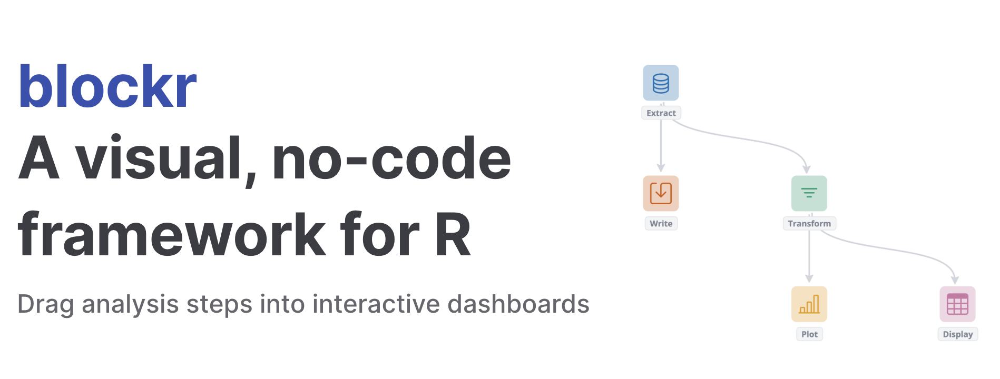 blockr
A visual, no-code
framework for R
Drag analysis steps into interactive dashboards
Extract
Write
Transform
Plot
Display